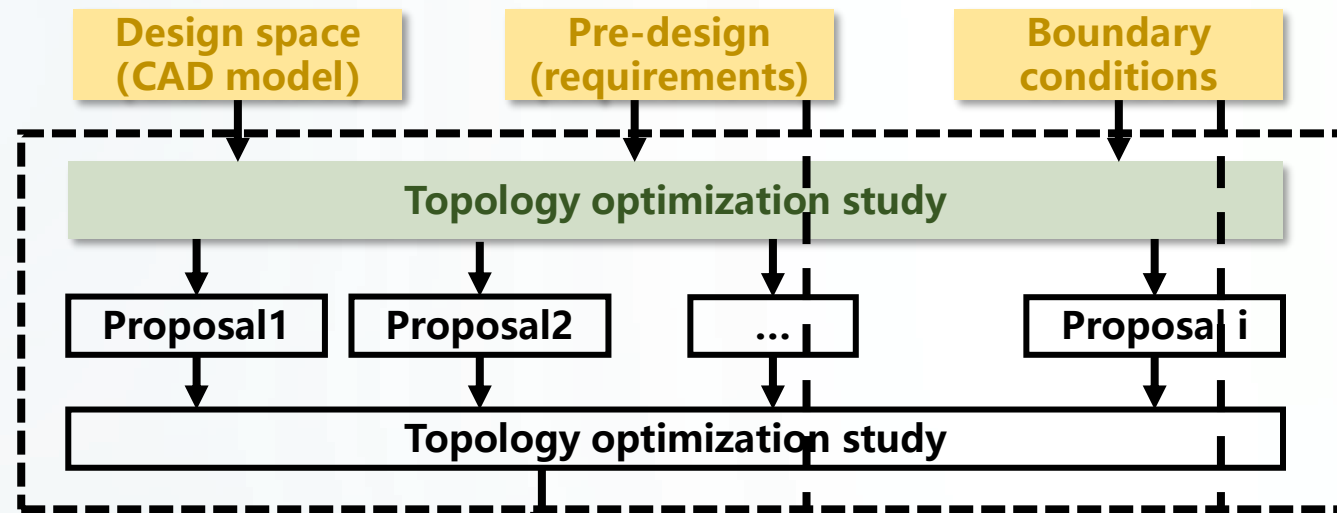 Design space
(CAD model)
Pre-design
(requirements)
Boundary
conditions
Topology optimization study
Proposal1
Proposal2
...
Proposal i
Topology optimization study